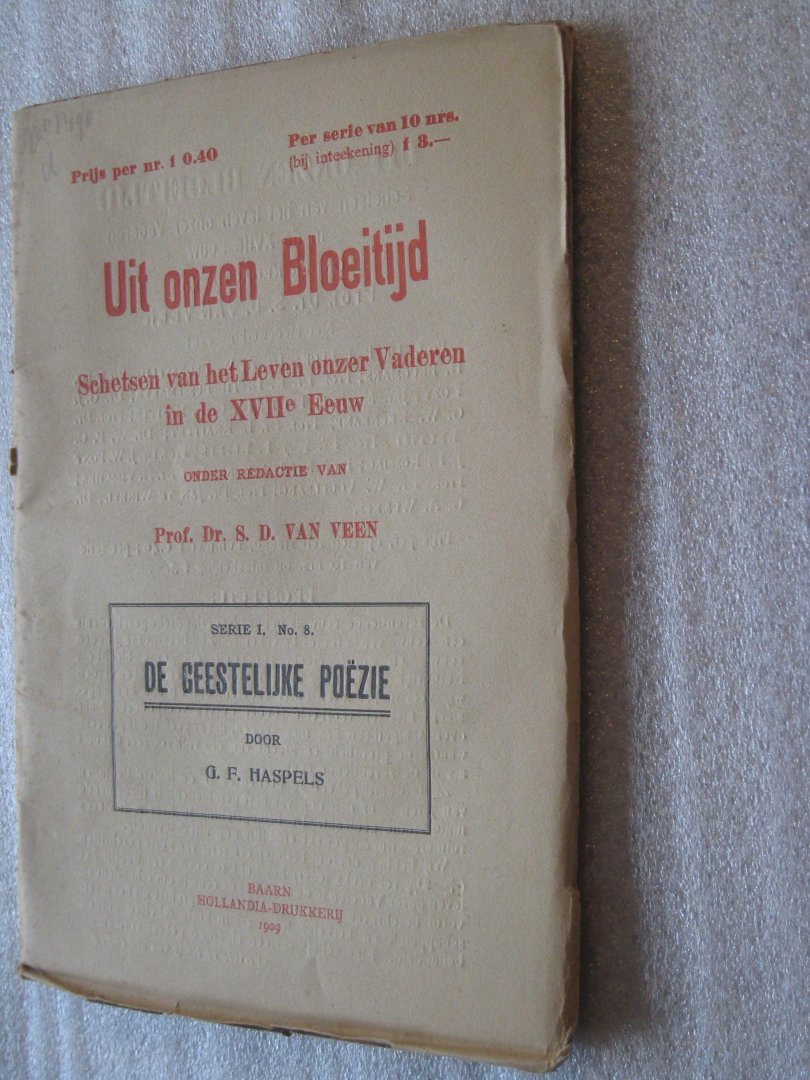 Prijs per nr. f 0.40
Per serie van 10 nrs.
(bij inteekening) f 3.—
Uit onzen Bloeitijd
Schetsen van het Leven onzer Vaderen
in de XVIIe Eeuw
ONDER REDACTIE VAN
Prof. Dr. S. D. VAN VEEN
SERIE I. No. 8.
DE GEESTELIJKE POËZIE
DOOR
G. F. HASPELS
BAARN
HOLLANDIA-DRUKKERIJ
1909